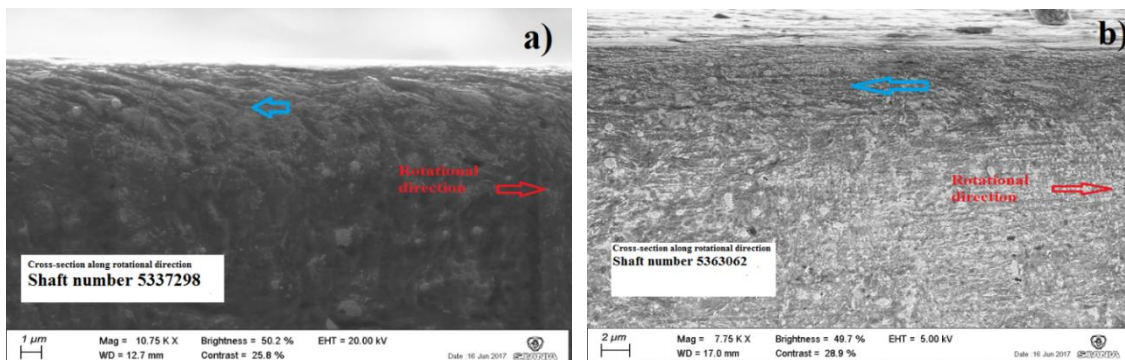 a)
Rotational
direction
Cross-section along rotational direction
Shaft number 5337298
1 µm
Mag = 10.75 K X
WD = 12.7 mm
Brightness = 50.2 %
Contrast = 25.8 %
EHT = 20.00 kV
Date :16 Jun 2017
SCANIA
b)
Rotational
direction
Cross-section along rotational direction
Shaft number 5363062
2 µm
Mag = 7.75 K X
WD = 17.0 mm
Brightness = 49.7 %
Contrast = 28.9 %
EHT = 5.00 kV
Date :16 Jun 2017
SCANIA